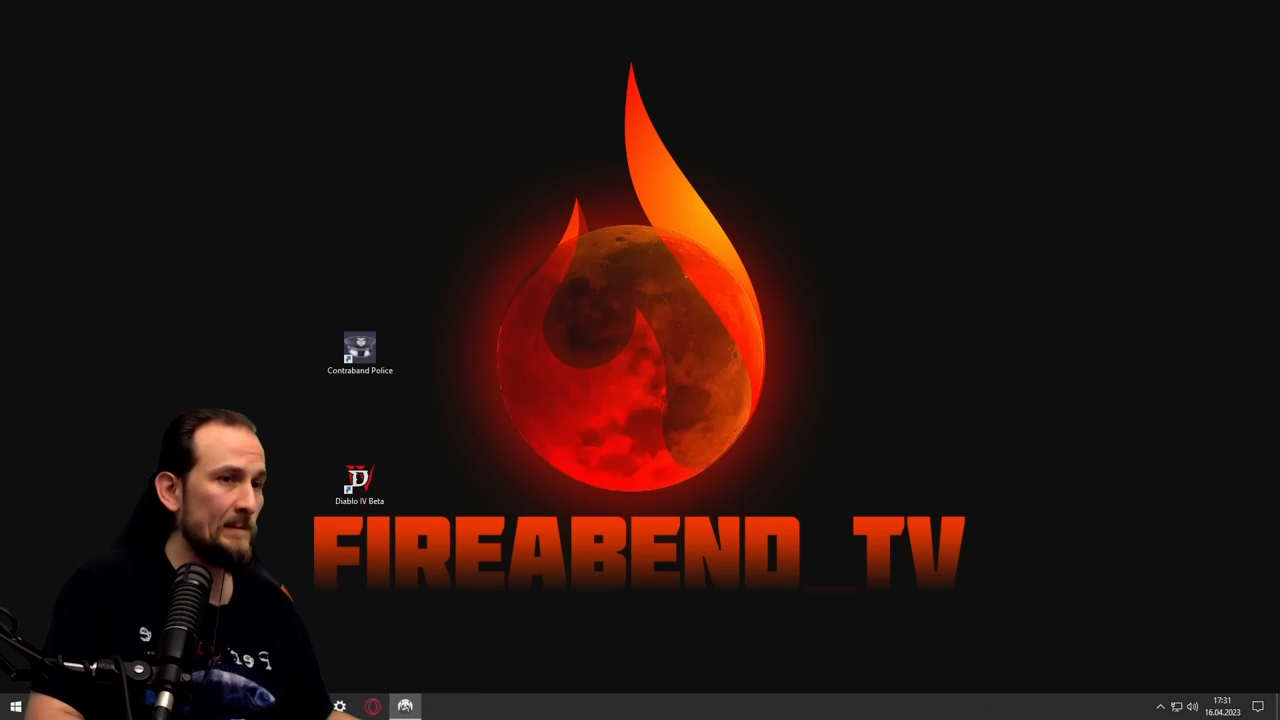 Contraband Police
Diablo IV Beta
FIREABEND_TV
17:31
16.04.2023